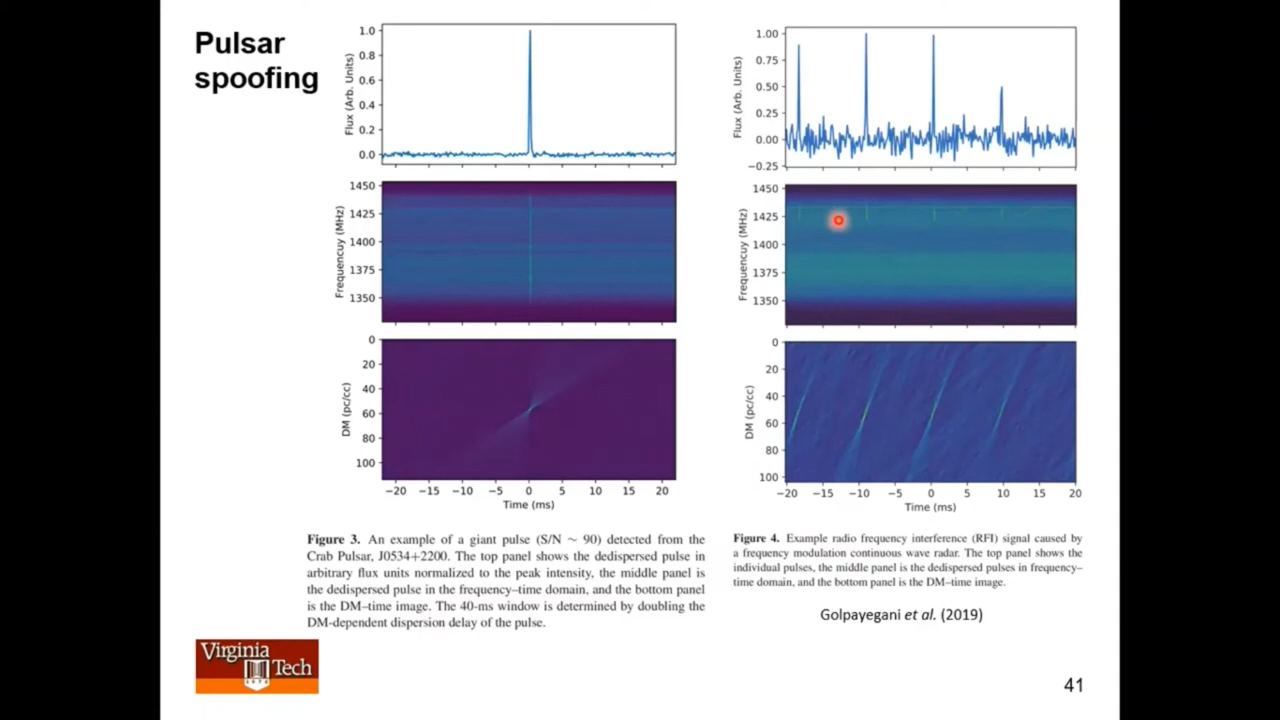 Pulsar
spoofing
1.0
0.8
0.6
0.4
0.2
0.0
Flux (Arb. Units)
1450
1425
1400
1375
1350
Frequencuy (MHz)
0
20
40
60
80
100
DM (pc/cc)
−20 −15 −10 −5 0 5 10 15 20
Time (ms)
Figure 3. An example of a giant pulse (S/N ∼ 90) detected from the
Crab Pulsar, J0534+2200. The top panel shows the dedispersed pulse in
arbitrary flux units normalized to the peak intensity, the middle panel is
the dedispersed pulse in the frequency–time domain, and the bottom panel
is the DM–time image. The 40-ms window is determined by doubling the
DM-dependent dispersion delay of the pulse.
1.00
0.75
0.50
0.25
0.00
−0.25
Flux (Arb. Units)
1450
1425
1400
1375
1350
Frequencuy (MHz)
0
20
40
60
80
100
DM (pc/cc)
−20 −15 −10 −5 0 5 10 15 20
Time (ms)
Figure 4. Example radio frequency interference (RFI) signal caused by
a frequency modulation continuous wave radar. The top panel shows the
individual pulses, the middle panel is the dedispersed pulses in frequency–
time domain, and the bottom panel is the DM–time image.
Golpayegani et al. (2019)
Virginia
Tech
1872
41